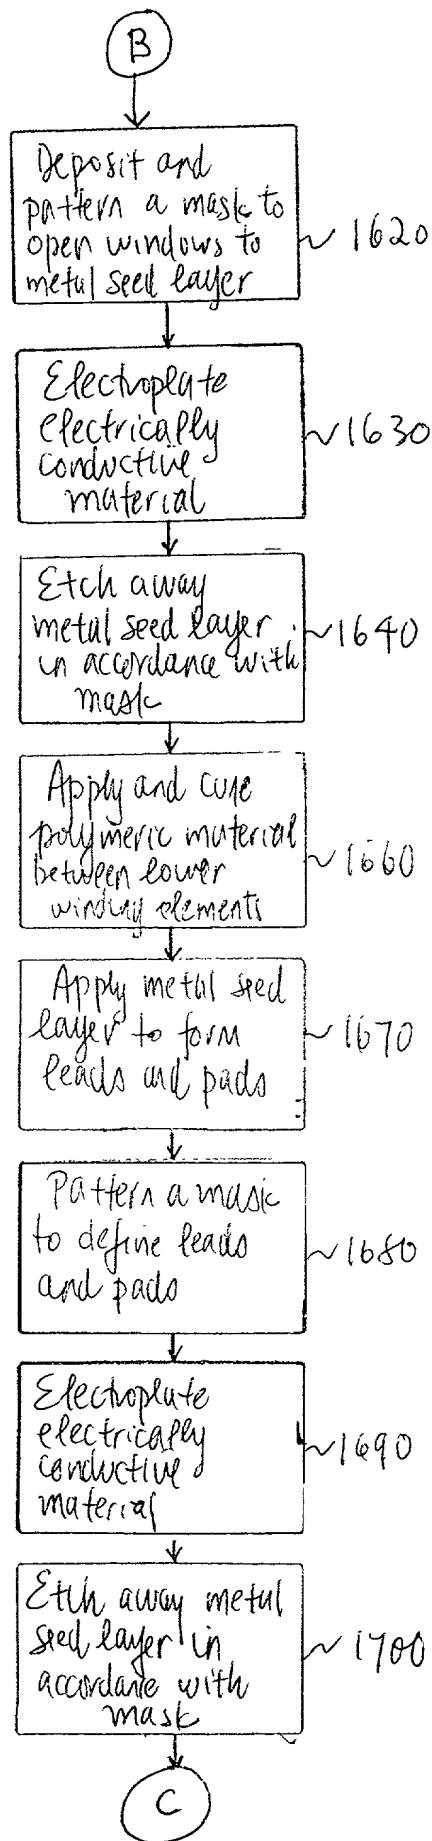 B
Deposit and
pattern a mask to
open windows to
metal seed layer
1620
Electroplate
electrically
conductive
material
1630
Etch away
metal seed layer
in accordance with
mask
1640
Apply and cure
polymeric material
between lower
winding elements
1660
Apply metal seed
layer to form
leads and pads
1670
Pattern a mask
to define leads
and pads
1680
Electroplate
electrically
conductive
material
1690
Etch away metal
seed layer in
accordane with
mask
1700
C